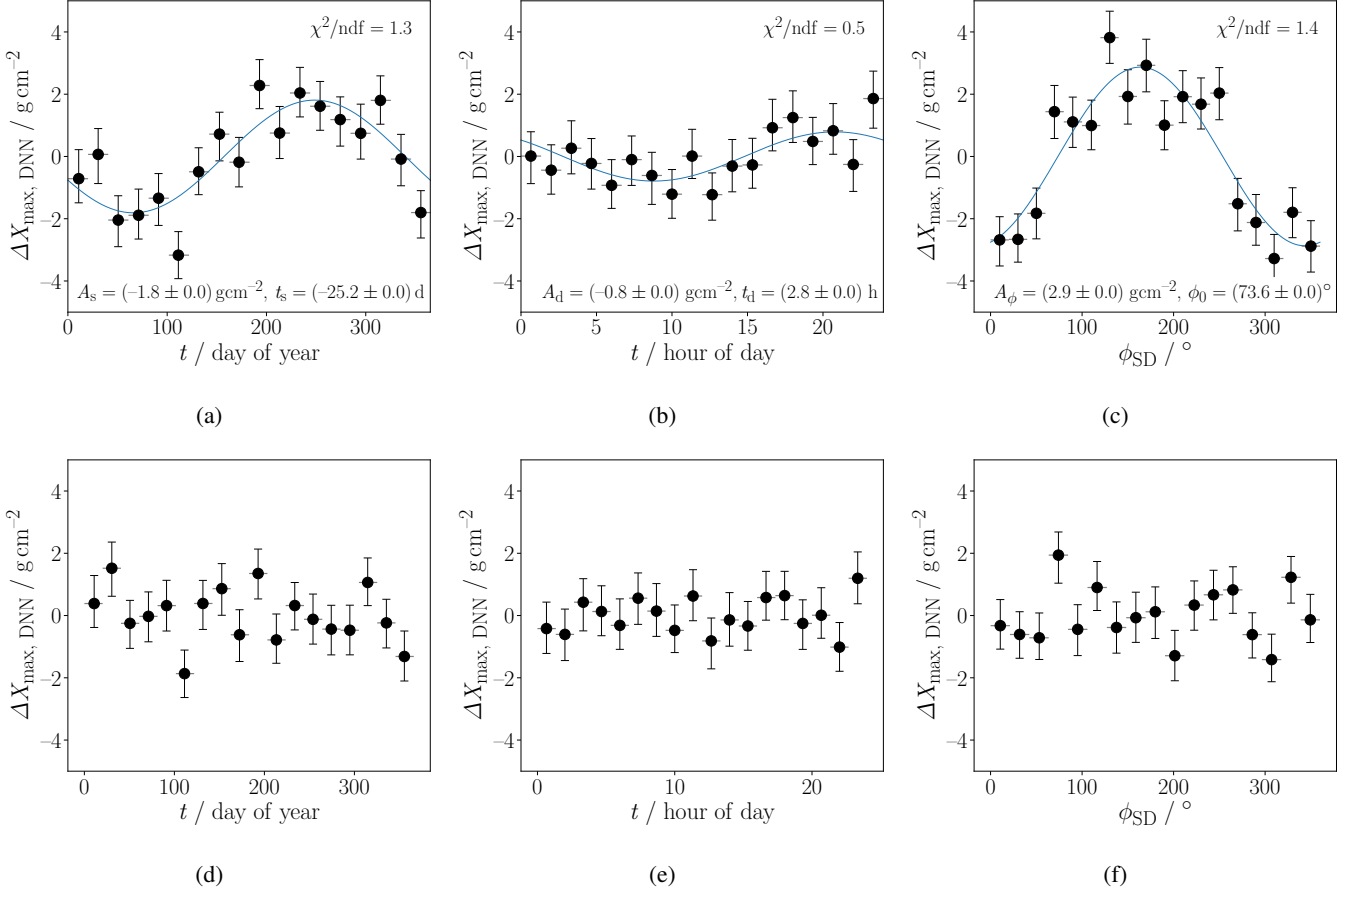 χ²/ndf = 1.3
ΔX_max, DNN / g cm⁻²
4
2
0
−2
−4
A_s = (−1.8 ± 0.0) gcm⁻², t_s = (−25.2 ± 0.0) d
0 100 200 300
t / day of year
(a)
χ²/ndf = 0.5
ΔX_max, DNN / g cm⁻²
4
2
0
−2
−4
A_d = (−0.8 ± 0.0) gcm⁻², t_d = (2.8 ± 0.0) h
0 5 10 15 20
t / hour of day
(b)
χ²/ndf = 1.4
ΔX_max, DNN / g cm⁻²
4
2
0
−2
−4
A_ϕ = (2.9 ± 0.0) gcm⁻², ϕ₀ = (73.6 ± 0.0)°
0 100 200 300
ϕ_SD / °
(c)
ΔX_max, DNN / g cm⁻²
4
2
0
−2
−4
0 100 200 300
t / day of year
(d)
ΔX_max, DNN / g cm⁻²
4
2
0
−2
−4
0 10 20
t / hour of day
(e)
ΔX_max, DNN / g cm⁻²
4
2
0
−2
−4
0 100 200 300
ϕ_SD / °
(f)